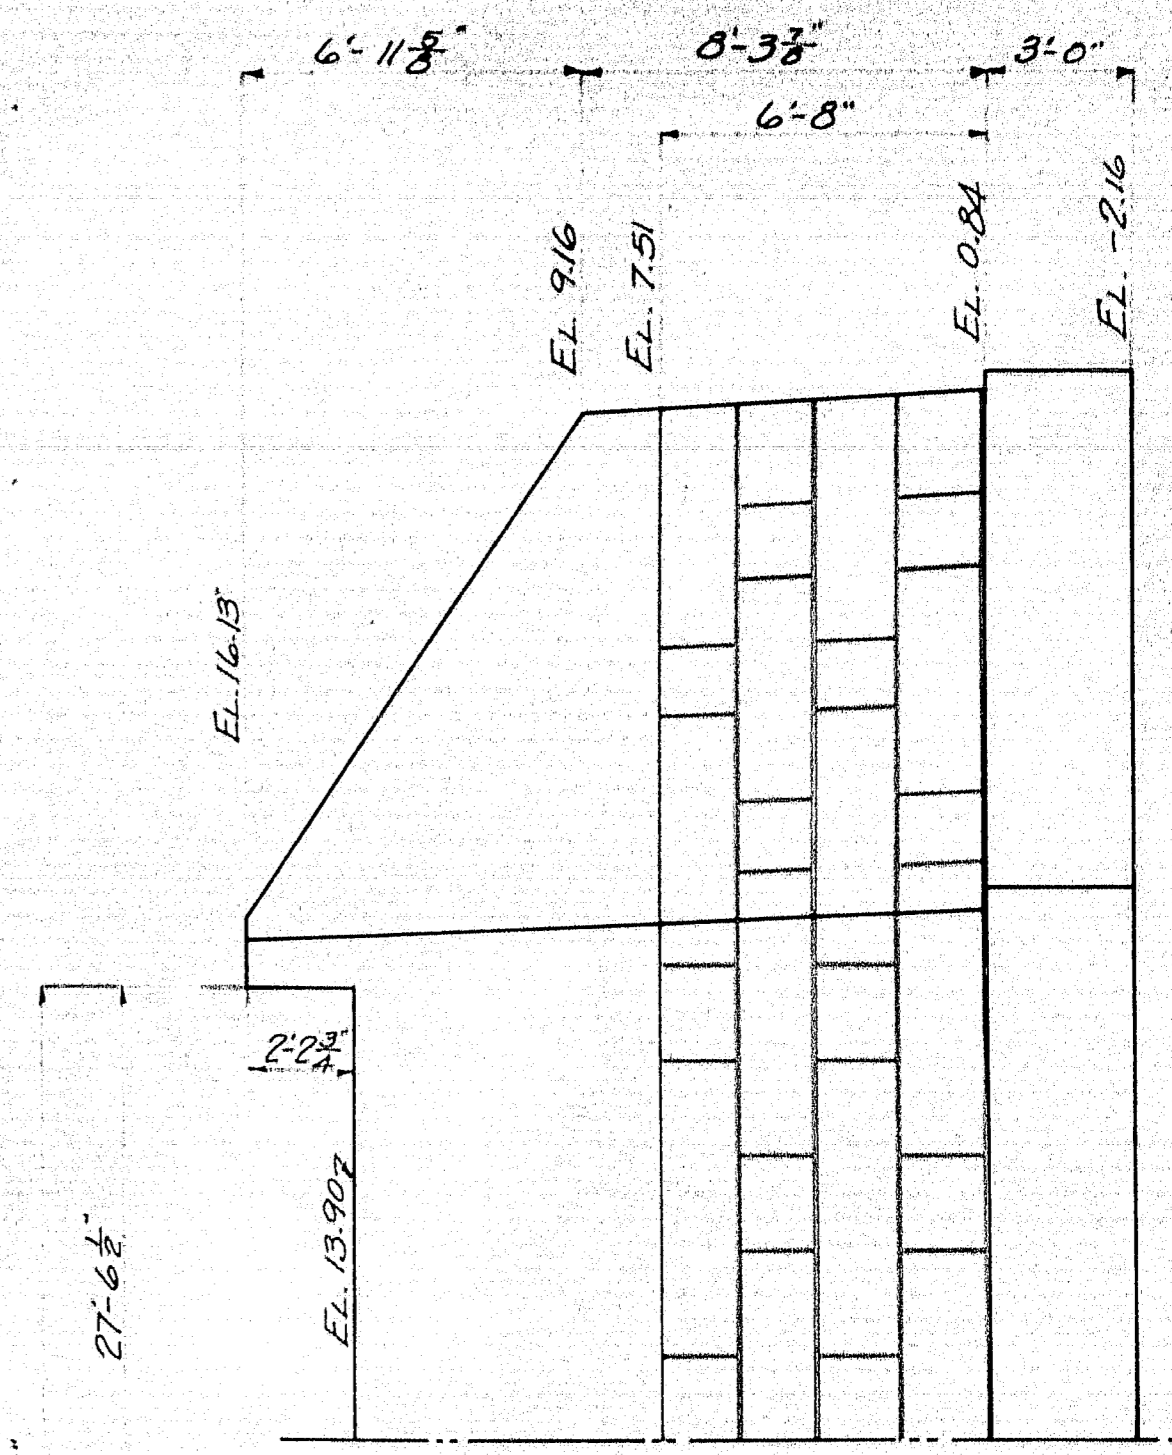 6'-11 5/8"
8'-3 7/8"
3'-0"
6'-8"
EL. 9.16
EL. 7.51
EL. 0.84
EL. -2.16
EL. 16.13
2'-2 3/4"
EL. 13.907
27'-6 1/2"